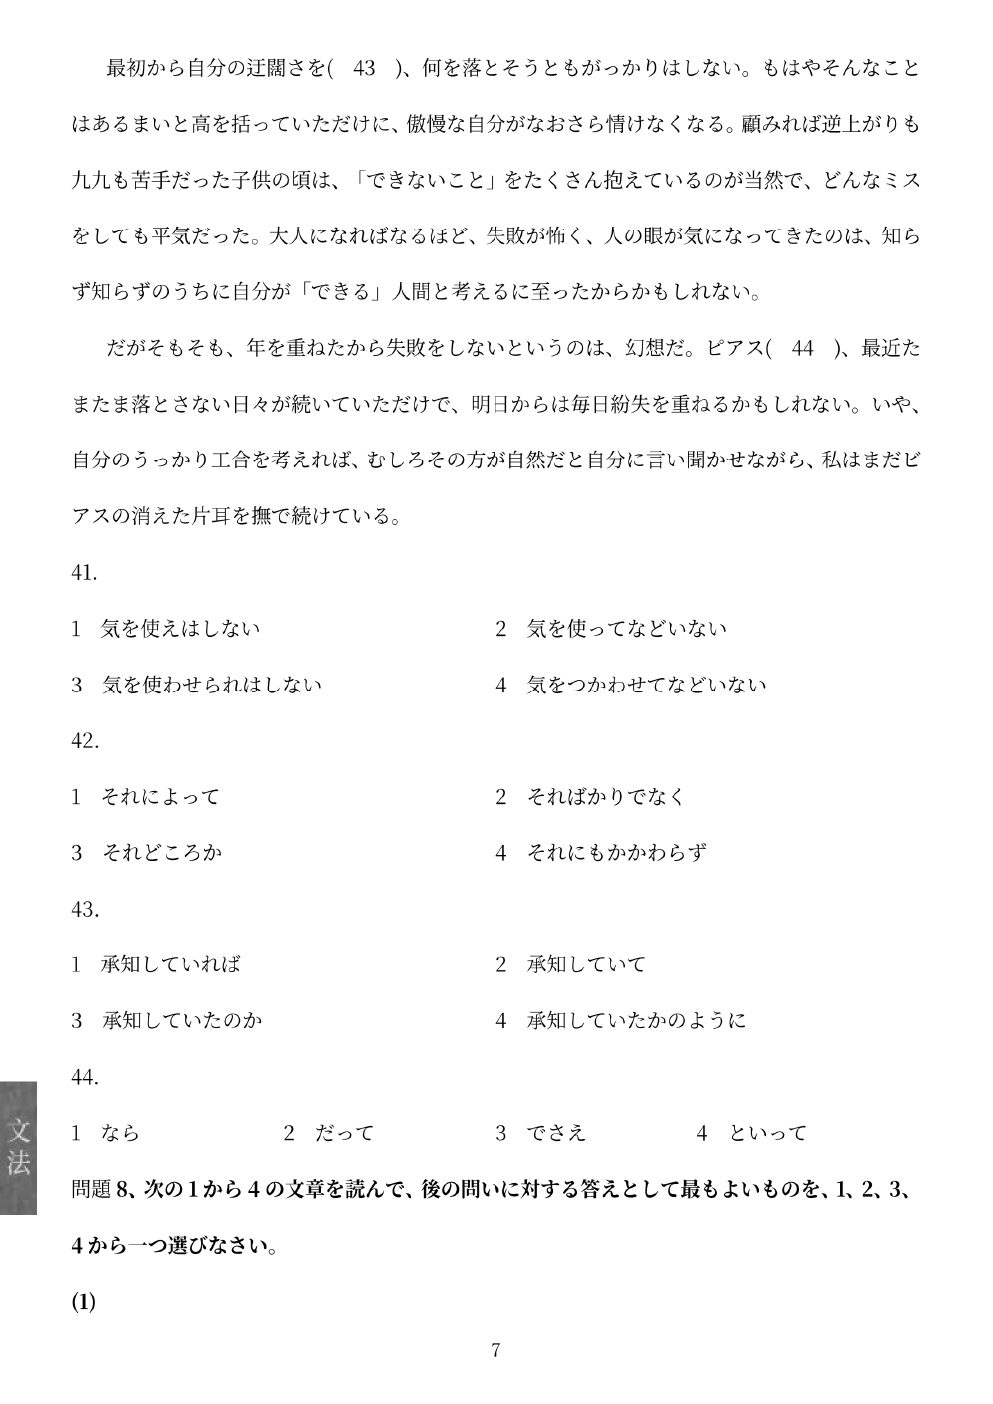 最初から自分の迂闊さを(　43　)、何を落とそうともがっかりはしない。もはやそんなこと
はあるまいと高を括っていただけに、傲慢な自分がなおさら情けなくなる。顧みれば逆上がりも
九九も苦手だった子供の頃は、「できないこと」をたくさん抱えているのが当然で、どんなミス
をしても平気だった。大人になればなるほど、失敗が怖く、人の眼が気になってきたのは、知ら
ず知らずのうちに自分が「できる」人間と考えるに至ったからかもしれない。
だがそもそも、年を重ねたから失敗をしないというのは、幻想だ。ピアス(　44　)、最近た
またま落とさない日々が続いていただけで、明日からは毎日紛失を重ねるかもしれない。いや、
自分のうっかり工合を考えれば、むしろその方が自然だと自分に言い聞かせながら、私はまだピ
アスの消えた片耳を撫で続けている。
41.
1　気を使えはしない　2　気を使ってなどいない
3　気を使わせられはしない　4　気をつかわせてなどいない
42.
1　それによって　2　そればかりでなく
3　それどころか　4　それにもかかわらず
43.
1　承知していれば　2　承知していて
3　承知していたのか　4　承知していたかのように
44.
1　なら　2　だって　3　でさえ　4　といって
文法
問題 8、次の 1 から 4 の文章を読んで、後の問いに対する答えとして最もよいものを、1、2、3、
4 から一つ選びなさい。
(1)
7